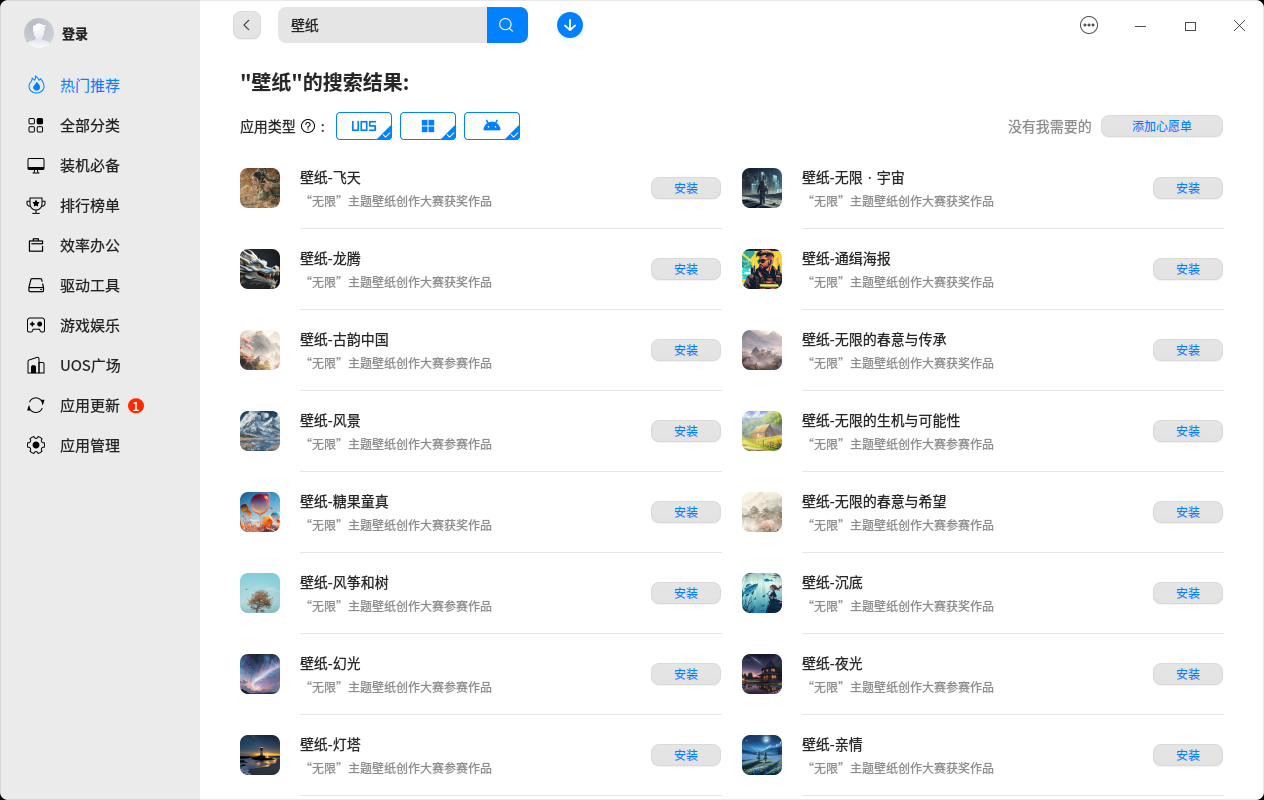 登录
热门推荐
全部分类
装机必备
排行榜单
效率办公
驱动工具
游戏娱乐
UOS广场
应用更新 1
应用管理
壁纸
"壁纸"的搜索结果:
应用类型 ? : UOS
没有我需要的 添加心愿单
壁纸-飞天
“无限”主题壁纸创作大赛获奖作品
安装
壁纸-无限 · 宇宙
“无限”主题壁纸创作大赛获奖作品
安装
壁纸-龙腾
“无限”主题壁纸创作大赛获奖作品
安装
壁纸-通缉海报
“无限”主题壁纸创作大赛获奖作品
安装
壁纸-古韵中国
“无限”主题壁纸创作大赛参赛作品
安装
壁纸-无限的春意与传承
“无限”主题壁纸创作大赛获奖作品
安装
壁纸-风景
“无限”主题壁纸创作大赛参赛作品
安装
壁纸-无限的生机与可能性
“无限”主题壁纸创作大赛参赛作品
安装
壁纸-糖果童真
“无限”主题壁纸创作大赛获奖作品
安装
壁纸-无限的春意与希望
“无限”主题壁纸创作大赛参赛作品
安装
壁纸-风筝和树
“无限”主题壁纸创作大赛参赛作品
安装
壁纸-沉底
“无限”主题壁纸创作大赛获奖作品
安装
壁纸-幻光
“无限”主题壁纸创作大赛参赛作品
安装
壁纸-夜光
“无限”主题壁纸创作大赛参赛作品
安装
壁纸-灯塔
“无限”主题壁纸创作大赛参赛作品
安装
壁纸-亲情
“无限”主题壁纸创作大赛获奖作品
安装